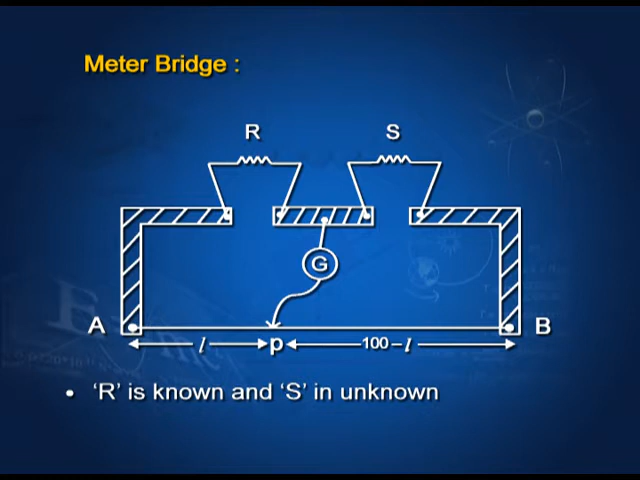 Meter Bridge :
R S
G
A B
l p 100 – l
• ‘R’ is known and ‘S’ in unknown